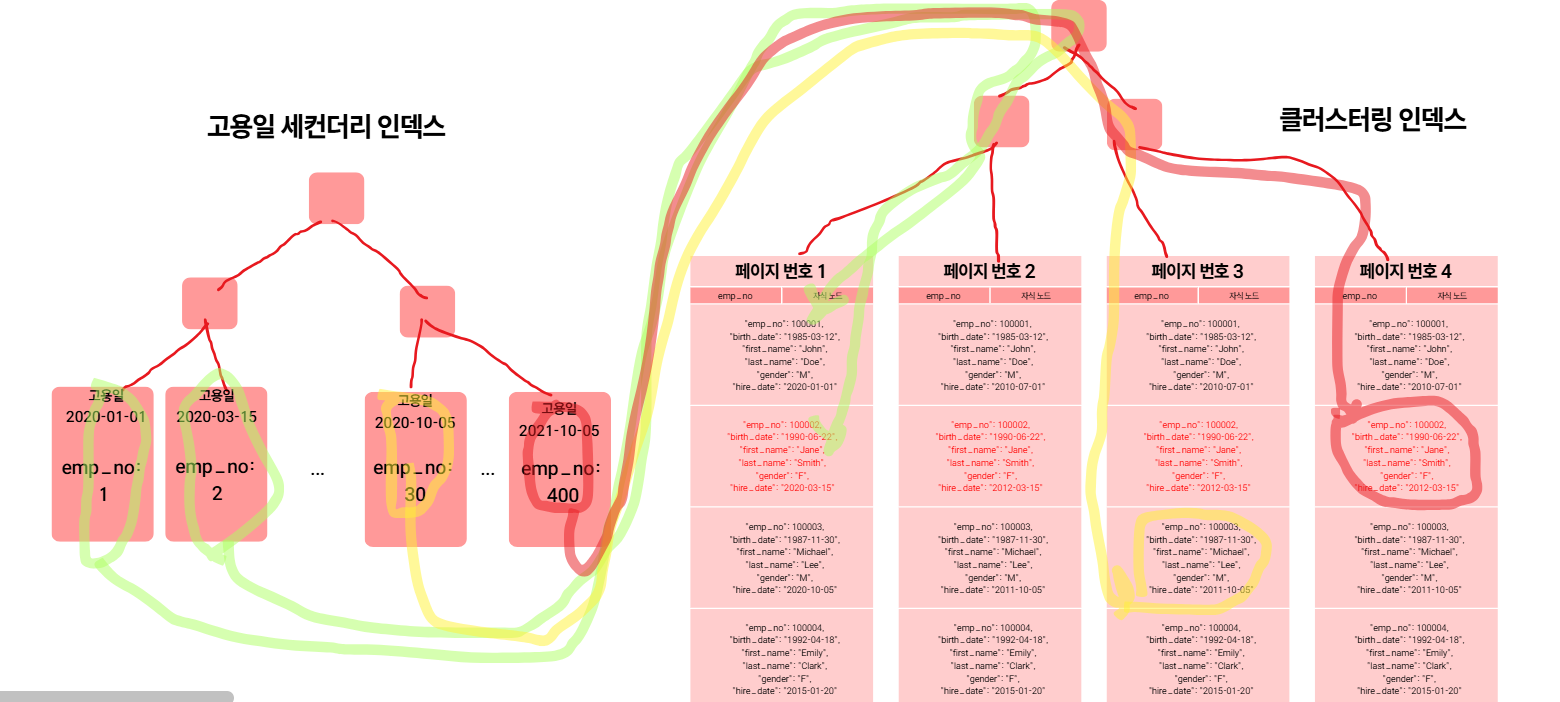 고용일 세컨더리 인덱스
클러스터링 인덱스
고용일
2020-01-01
emp_no:
1
고용일
2020-03-15
emp_no:
2
...
고용일
2020-10-05
emp_no:
30
...
고용일
2021-10-05
emp_no:
400
페이지 번호 1
emp_no 자식 노드
"emp_no": 100001,
"birth_date": "1985-03-12",
"first_name": "John",
"last_name": "Doe",
"gender": "M",
"hire_date": "2020-01-01"
"emp_no": 100002,
"birth_date": "1990-06-22",
"first_name": "Jane",
"last_name": "Smith",
"gender": "F",
"hire_date": "2020-03-15"
"emp_no": 100003,
"birth_date": "1987-11-30",
"first_name": "Michael",
"last_name": "Lee",
"gender": "M",
"hire_date": "2020-10-05"
"emp_no": 100004,
"birth_date": "1992-04-18",
"first_name": "Emily",
"last_name": "Clark",
"gender": "F",
"hire_date": "2015-01-20"
페이지 번호 2
emp_no 자식 노드
"emp_no": 100001,
"birth_date": "1985-03-12",
"first_name": "John",
"last_name": "Doe",
"gender": "M",
"hire_date": "2010-07-01"
"emp_no": 100002,
"birth_date": "1990-06-22",
"first_name": "Jane",
"last_name": "Smith",
"gender": "F",
"hire_date": "2012-03-15"
"emp_no": 100003,
"birth_date": "1987-11-30",
"first_name": "Michael",
"last_name": "Lee",
"gender": "M",
"hire_date": "2011-10-05"
"emp_no": 100004,
"birth_date": "1992-04-18",
"first_name": "Emily",
"last_name": "Clark",
"gender": "F",
"hire_date": "2015-01-20"
페이지 번호 3
emp_no 자식 노드
"emp_no": 100001,
"birth_date": "1985-03-12",
"first_name": "John",
"last_name": "Doe",
"gender": "M",
"hire_date": "2010-07-01"
"emp_no": 100002,
"birth_date": "1990-06-22",
"first_name": "Jane",
"last_name": "Smith",
"gender": "F",
"hire_date": "2012-03-15"
"emp_no": 100003,
"birth_date": "1987-11-30",
"first_name": "Michael",
"last_name": "Lee",
"gender": "M",
"hire_date": "2011-10-05"
"emp_no": 100004,
"birth_date": "1992-04-18",
"first_name": "Emily",
"last_name": "Clark",
"gender": "F",
"hire_date": "2015-01-20"
페이지 번호 4
emp_no 자식 노드
"emp_no": 100001,
"birth_date": "1985-03-12",
"first_name": "John",
"last_name": "Doe",
"gender": "M",
"hire_date": "2010-07-01"
"emp_no": 100002,
"birth_date": "1990-06-22",
"first_name": "Jane",
"last_name": "Smith",
"gender": "F",
"hire_date": "2012-03-15"
"emp_no": 100003,
"birth_date": "1987-11-30",
"first_name": "Michael",
"last_name": "Lee",
"gender": "M",
"hire_date": "2011-10-05"
"emp_no": 100004,
"birth_date": "1992-04-18",
"first_name": "Emily",
"last_name": "Clark",
"gender": "F",
"hire_date": "2015-01-20"